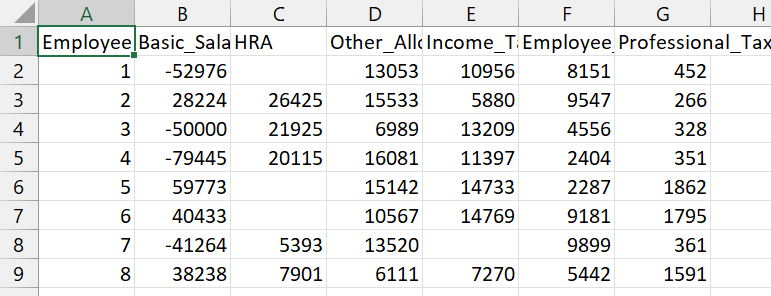 A B C D E F G H
1 Employee Basic_Sala HRA Other_Allo Income_Ta Employee_ Professional_Tax
2 1 -52976 13053 10956 8151 452
3 2 28224 26425 15533 5880 9547 266
4 3 -50000 21925 6989 13209 4556 328
5 4 -79445 20115 16081 11397 2404 351
6 5 59773 15142 14733 2287 1862
7 6 40433 10567 14769 9181 1795
8 7 -41264 5393 13520 9899 361
9 8 38238 7901 6111 7270 5442 1591